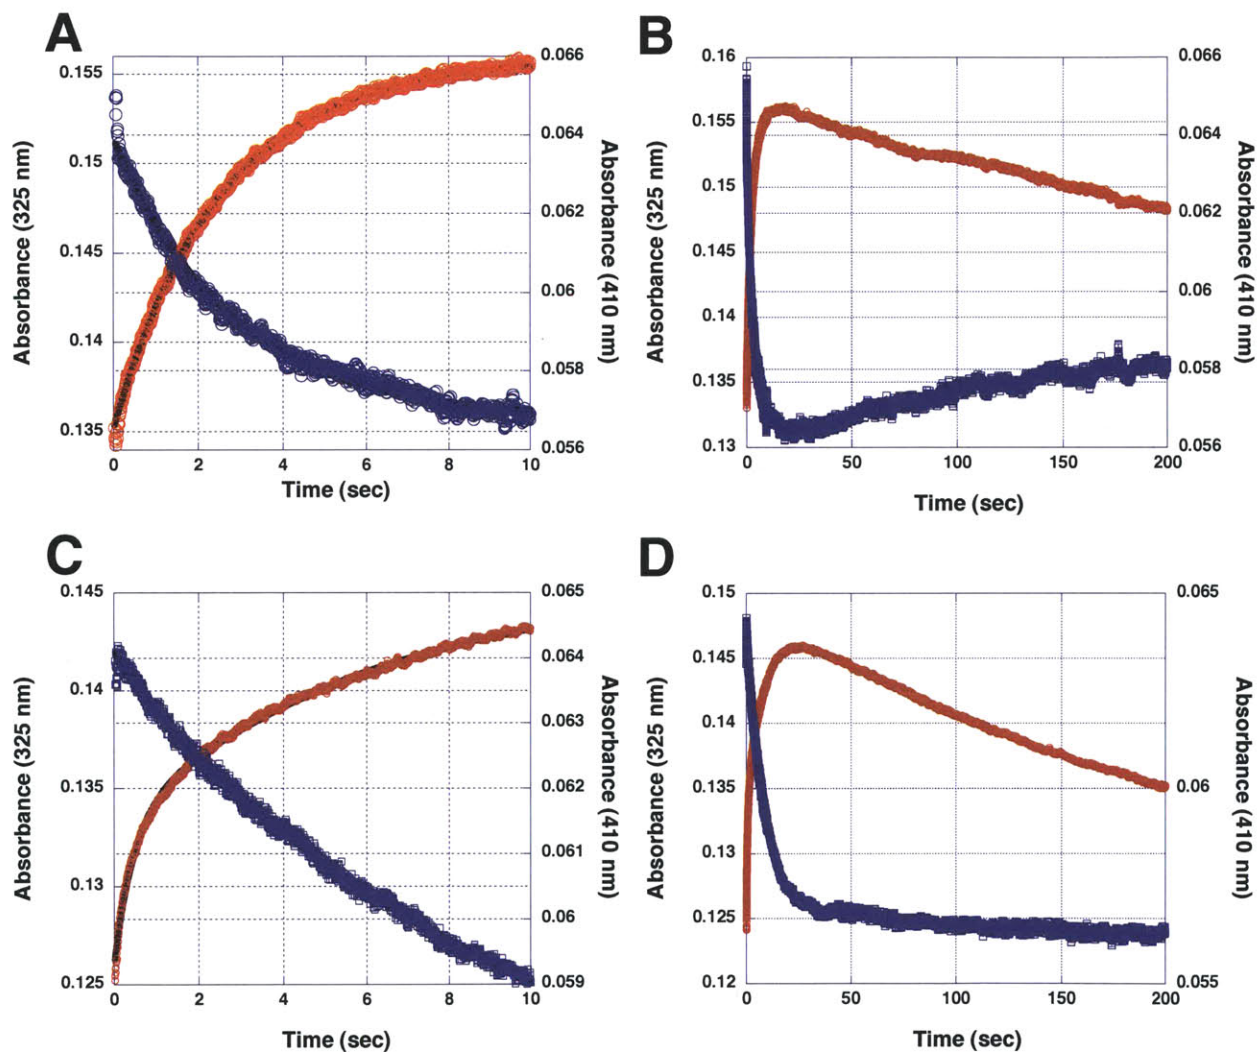 A
Absorbance (325 nm)
0.155
0.15
0.145
0.14
0.135
0.066
0.064
0.062
0.06
0.058
0.056
Absorbance (410 nm)
0 2 4 6 8 10
Time (sec)
B
Absorbance (325 nm)
0.16
0.155
0.15
0.145
0.14
0.135
0.13
0.066
0.064
0.062
0.06
0.058
0.056
Absorbance (410 nm)
0 50 100 150 200
Time (sec)
C
Absorbance (325 nm)
0.145
0.14
0.135
0.13
0.125
0.065
0.064
0.063
0.062
0.061
0.06
0.059
Absorbance (410 nm)
0 2 4 6 8 10
Time (sec)
D
Absorbance (325 nm)
0.15
0.145
0.14
0.135
0.13
0.125
0.12
0.065
0.06
0.055
Absorbance (410 nm)
0 50 100 150 200
Time (sec)